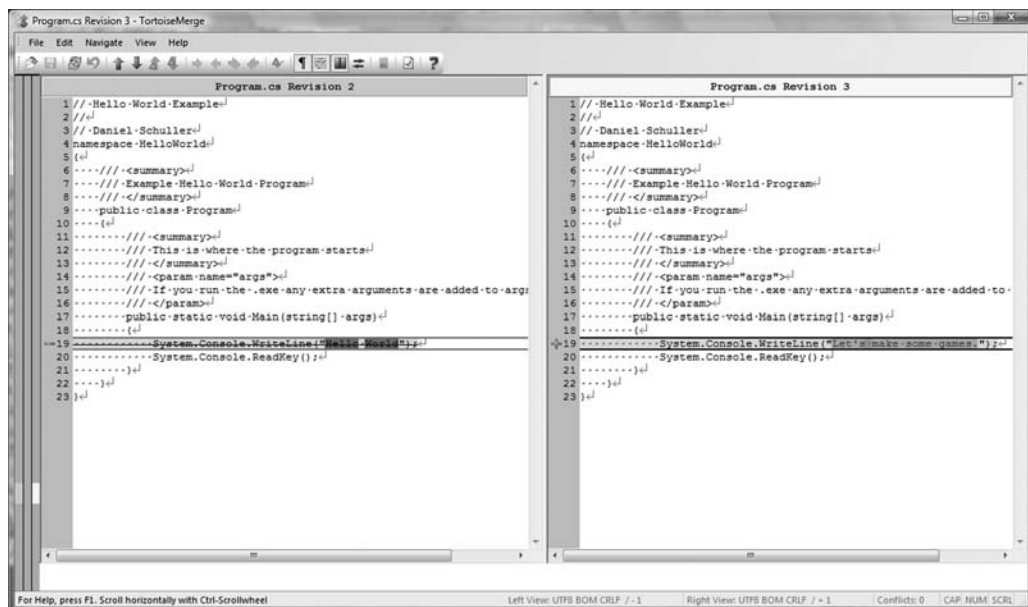 Program.cs Revision 3 - TortoiseMerge
File Edit Navigate View Help
Program.cs Revision 2
1 //·Hello·World·Example↵
2 //↵
3 //·Daniel·Schuller↵
4 namespace·HelloWorld↵
5 {↵
6 ····///·<summary>↵
7 ····///·Example·Hello·World·Program↵
8 ····///·</summary>↵
9 ····public·class·Program↵
10 ····{↵
11 ········///·<summary>↵
12 ········///·This·is·where·the·program·starts↵
13 ········///·</summary>↵
14 ········///·<param·name="args">↵
15 ········///·If·you·run·the·.exe·any·extra·arguments·are·added·to·args
16 ········///·</param>↵
17 ········public·static·void·Main(string[]·args)↵
18 ········{↵
19 ············System.Console.WriteLine("Hello·World");↵
20 ············System.Console.ReadKey();↵
21 ········}↵
22 ····}↵
23 }↵
Program.cs Revision 3
1 //·Hello·World·Example↵
2 //↵
3 //·Daniel·Schuller↵
4 namespace·HelloWorld↵
5 {↵
6 ····///·<summary>↵
7 ····///·Example·Hello·World·Program↵
8 ····///·</summary>↵
9 ····public·class·Program↵
10 ····{↵
11 ········///·<summary>↵
12 ········///·This·is·where·the·program·starts↵
13 ········///·</summary>↵
14 ········///·<param·name="args">↵
15 ········///·If·you·run·the·.exe·any·extra·arguments·are·added·to·
16 ········///·</param>↵
17 ········public·static·void·Main(string[]·args)↵
18 ········{↵
19 ············System.Console.WriteLine("Let's·make·some·games.");↵
20 ············System.Console.ReadKey();↵
21 ········}↵
22 ····}↵
23 }↵
For Help, press F1. Scroll horizontally with Ctrl-Scrollwheel Left View: UTF8 BOM CRLF / - 1 Right View: UTF8 BOM CRLF / + 1 Conflicts: 0 CAP NUM SCRL